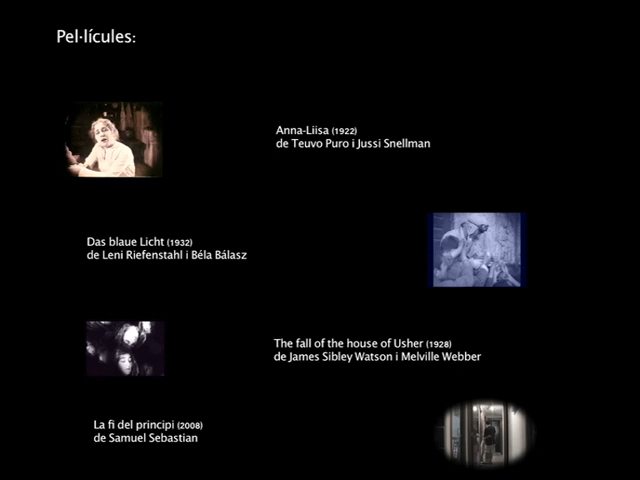 Pel·lícules:
Anna-Liisa (1922)
de Teuvo Puro i Jussi Snellman
Das blaue Licht (1932)
de Leni Riefenstahl i Béla Bálasz
The fall of the house of Usher (1928)
de James Sibley Watson i Melville Webber
La fi del principi (2008)
de Samuel Sebastian